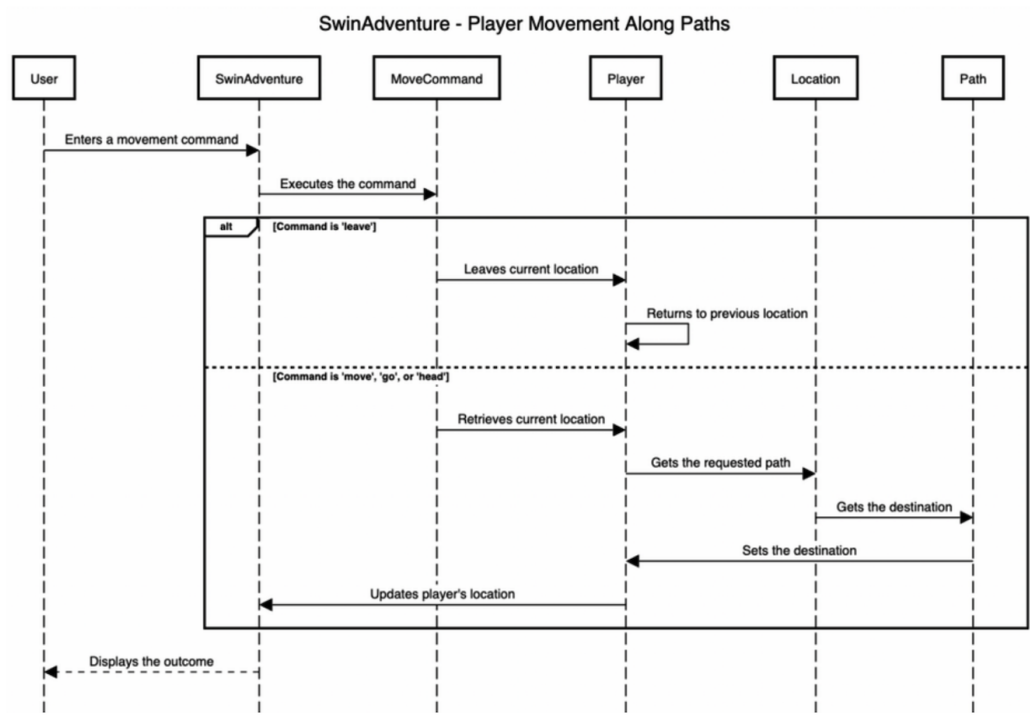 SwinAdventure - Player Movement Along Paths
User
SwinAdventure
MoveCommand
Player
Location
Path
Enters a movement command
Executes the command
alt
[Command is 'leave']
Leaves current location
Returns to previous location
[Command is 'move', 'go', or 'head']
Retrieves current location
Gets the requested path
Gets the destination
Sets the destination
Updates player's location
Displays the outcome